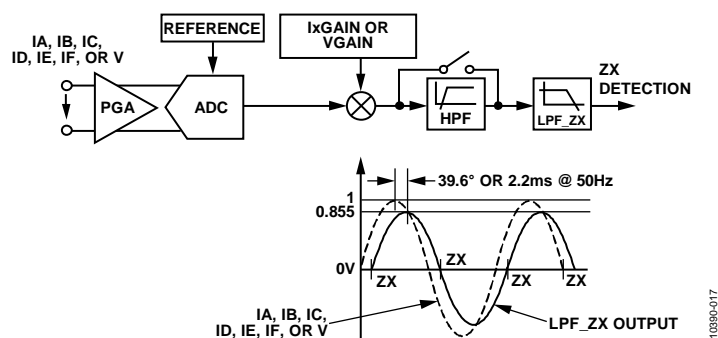 REFERENCE
IxGAIN OR
VGAIN
IA, IB, IC,
ID, IE, IF, OR V
PGA
ADC
HPF
LPF_ZX
ZX
DETECTION
39.6° OR 2.2ms @ 50Hz
1
0.855
0V
ZX
ZX
ZX
ZX
IA, IB, IC,
ID, IE, IF, OR V
LPF_ZX OUTPUT
10390-017